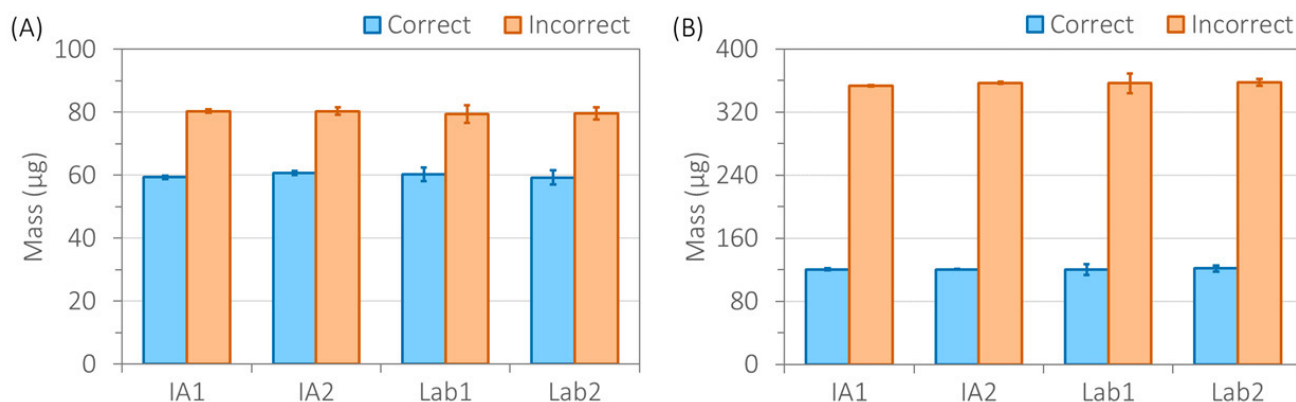 (A)
Correct Incorrect
Mass (µg)
100
80
60
40
20
0
IA1 IA2 Lab1 Lab2
(B)
Correct Incorrect
Mass (µg)
400
320
240
160
80
0
IA1 IA2 Lab1 Lab2